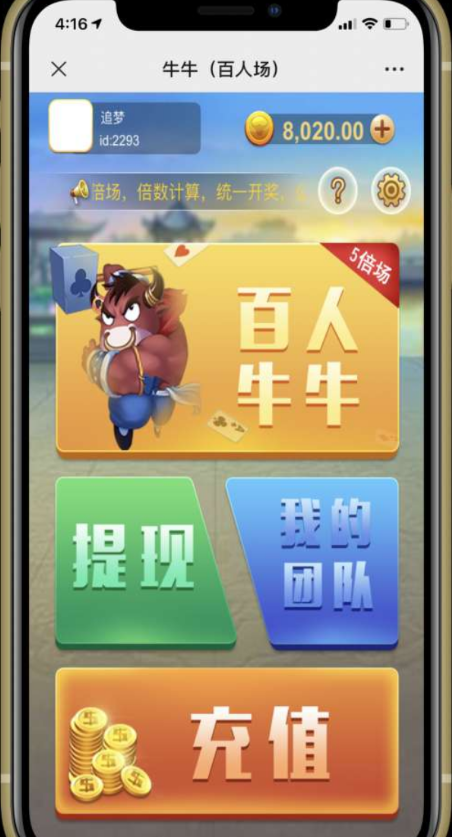 4:16
牛牛（百人场）
追梦
id:2293
8,020.00
倍场，倍数计算，统一开奖，
?
5倍场
百人
牛牛
提现
我的
团队
充值